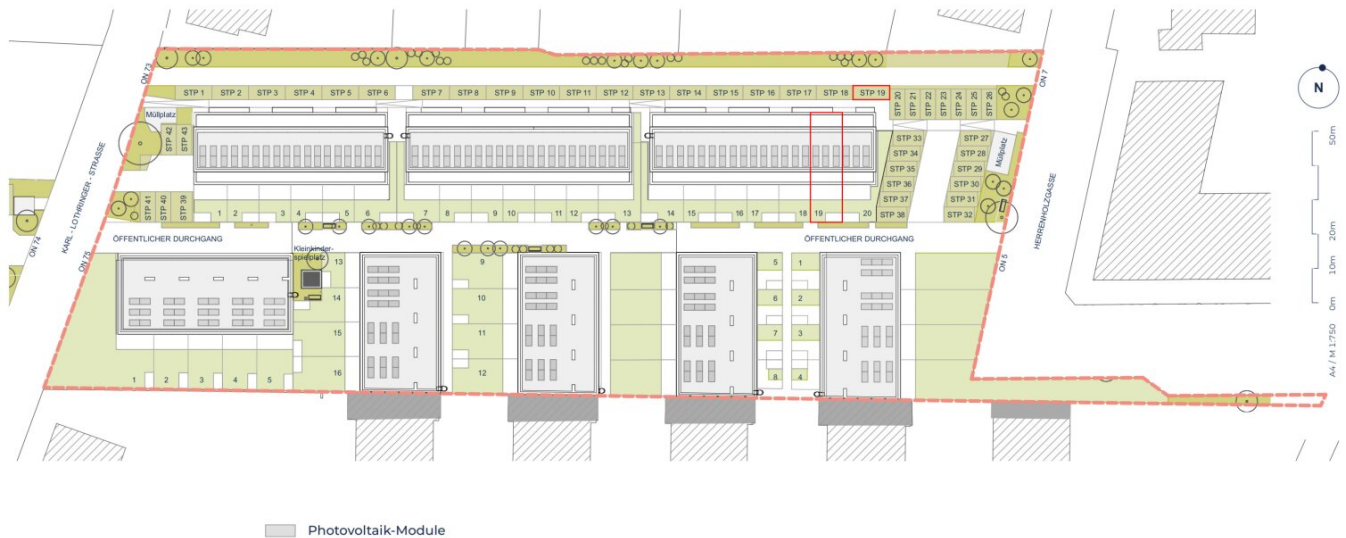 ON 73
ON 7
STP 1 STP 2 STP 3 STP 4 STP 5 STP 6 STP 7 STP 8 STP 9 STP 10 STP 11 STP 12 STP 13 STP 14 STP 15 STP 16 STP 17 STP 18 STP 19
STP 20
STP 21
STP 22
STP 23
STP 24
STP 25
STP 26
N
Müllplatz
STP 42
STP 43
STP 33 STP 27
STP 34 STP 28
STP 35 STP 29
STP 36 STP 30
STP 37 STP 31
STP 38 STP 32
Müllplatz
50m
20m
10m
0m
A4 / M 1:750
KARL - LOTHRINGER - STRASSE
HERRENHOLZGASSE
STP 41
STP 40
STP 39
1 2 3 4 5 6 7 8 9 10 11 12 13 14 15 16 17 18 19 20
ON 74
ON 75
ON 5
ÖFFENTLICHER DURCHGANG
ÖFFENTLICHER DURCHGANG
Kleinkinder-
spielplatz
13 9 5 1
14 10 6 2
15 11 7 3
16 12 8 4
1 2 3 4 5
Photovoltaik-Module